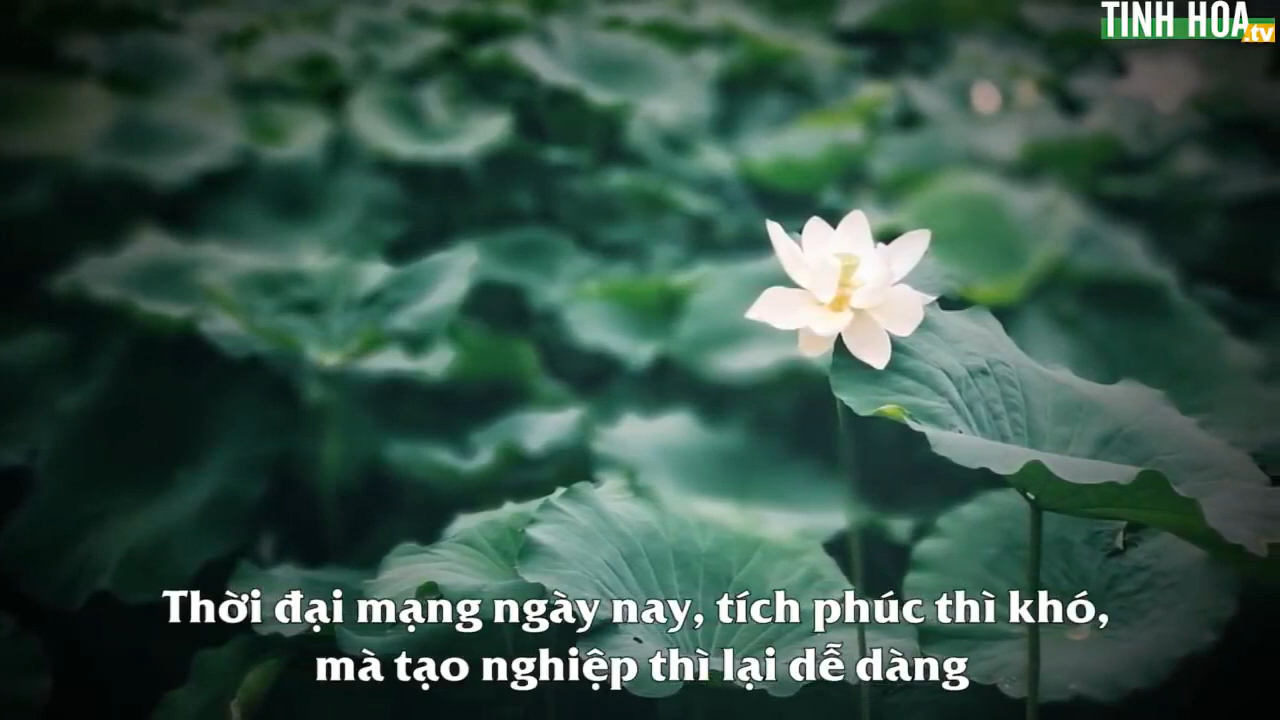 TINH HOA
.tv
Thời đại mạng ngày nay, tích phúc thì khó,
mà tạo nghiệp thì lại dễ dàng